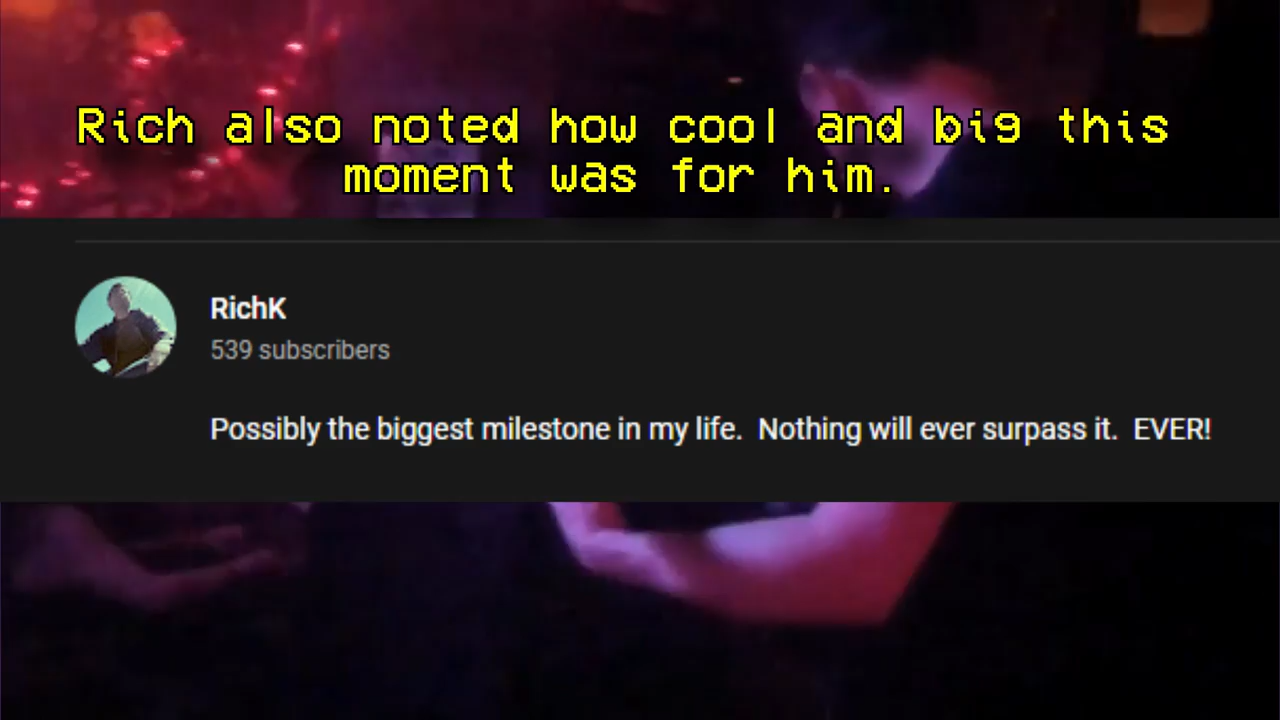 Rich also noted how cool and big this
moment was for him.
RichK
539 subscribers
Possibly the biggest milestone in my life.  Nothing will ever surpass it.  EVER!